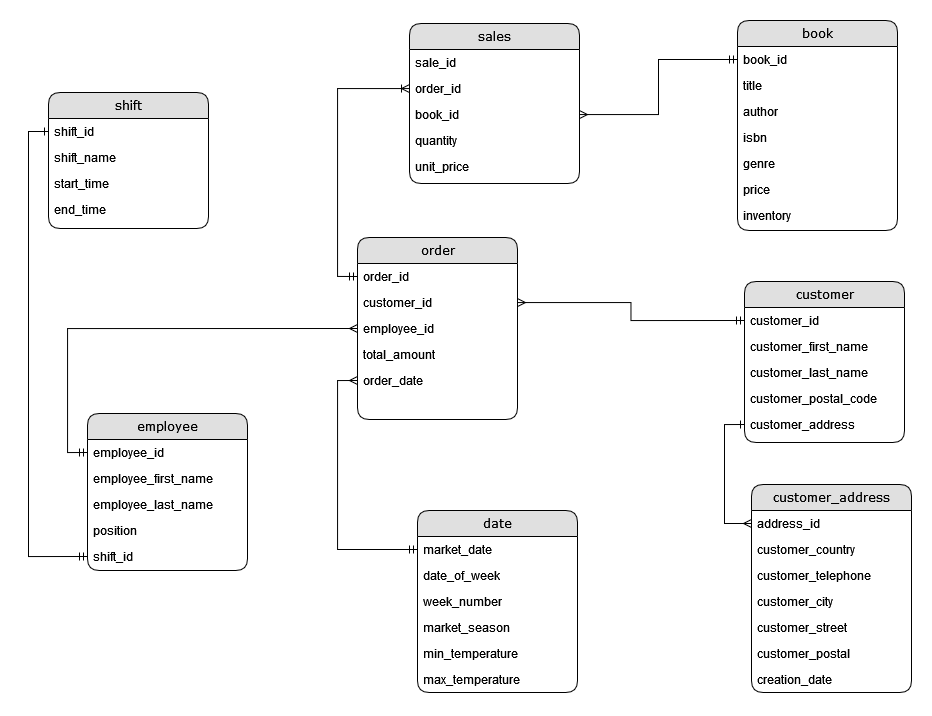 sales
sale_id
order_id
book_id
quantity
unit_price
book
book_id
title
author
isbn
genre
price
inventory
shift
shift_id
shift_name
start_time
end_time
order
order_id
customer_id
employee_id
total_amount
order_date
customer
customer_id
customer_first_name
customer_last_name
customer_postal_code
customer_address
employee
employee_id
employee_first_name
employee_last_name
position
shift_id
date
market_date
date_of_week
week_number
market_season
min_temperature
max_temperature
customer_address
address_id
customer_country
customer_telephone
customer_city
customer_street
customer_postal
creation_date